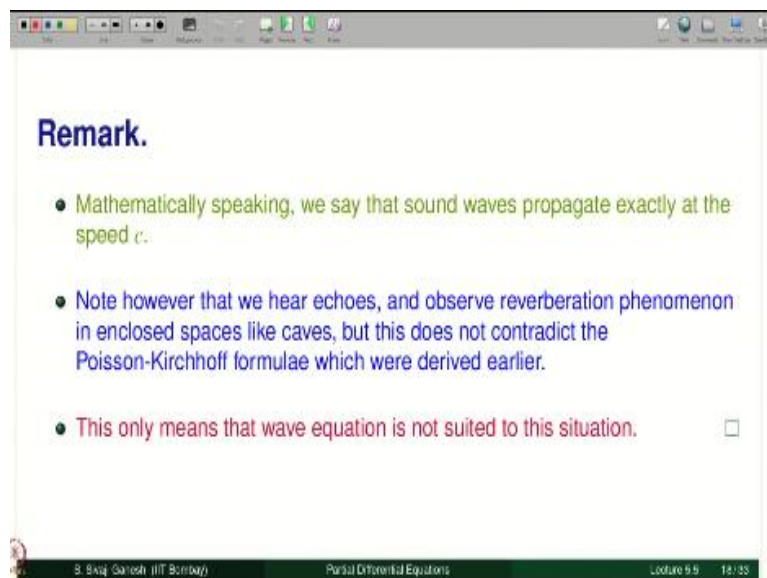 Remark.
Mathematically speaking, we say that sound waves propagate exactly at the
speed c.
Note however that we hear echoes, and observe reverberation phenomenon
in enclosed spaces like caves, but this does not contradict the
Poisson-Kirchhoff formulae which were derived earlier.
This only means that wave equation is not suited to this situation.
S. Sivaji Ganesh (IIT Bombay) Partial Differential Equations Lecture 5.5 18/33